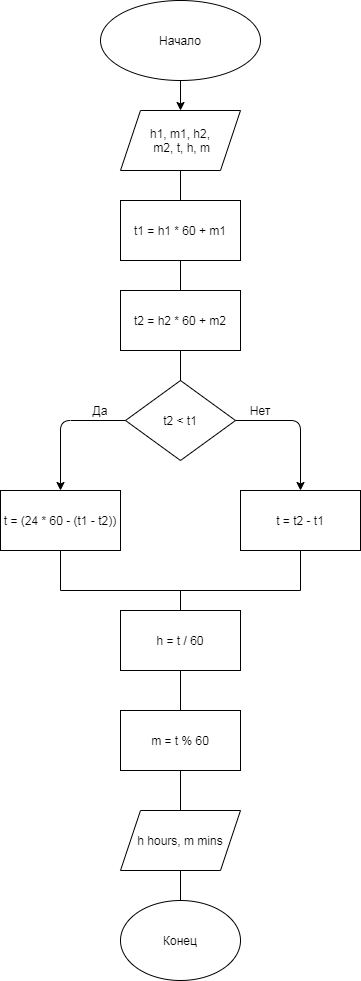 Начало
h1, m1, h2,
m2, t, h, m
t1 = h1 * 60 + m1
t2 = h2 * 60 + m2
Да
t2 < t1
Нет
t = (24 * 60 - (t1 - t2))
t = t2 - t1
h = t / 60
m = t % 60
h hours, m mins
Конец